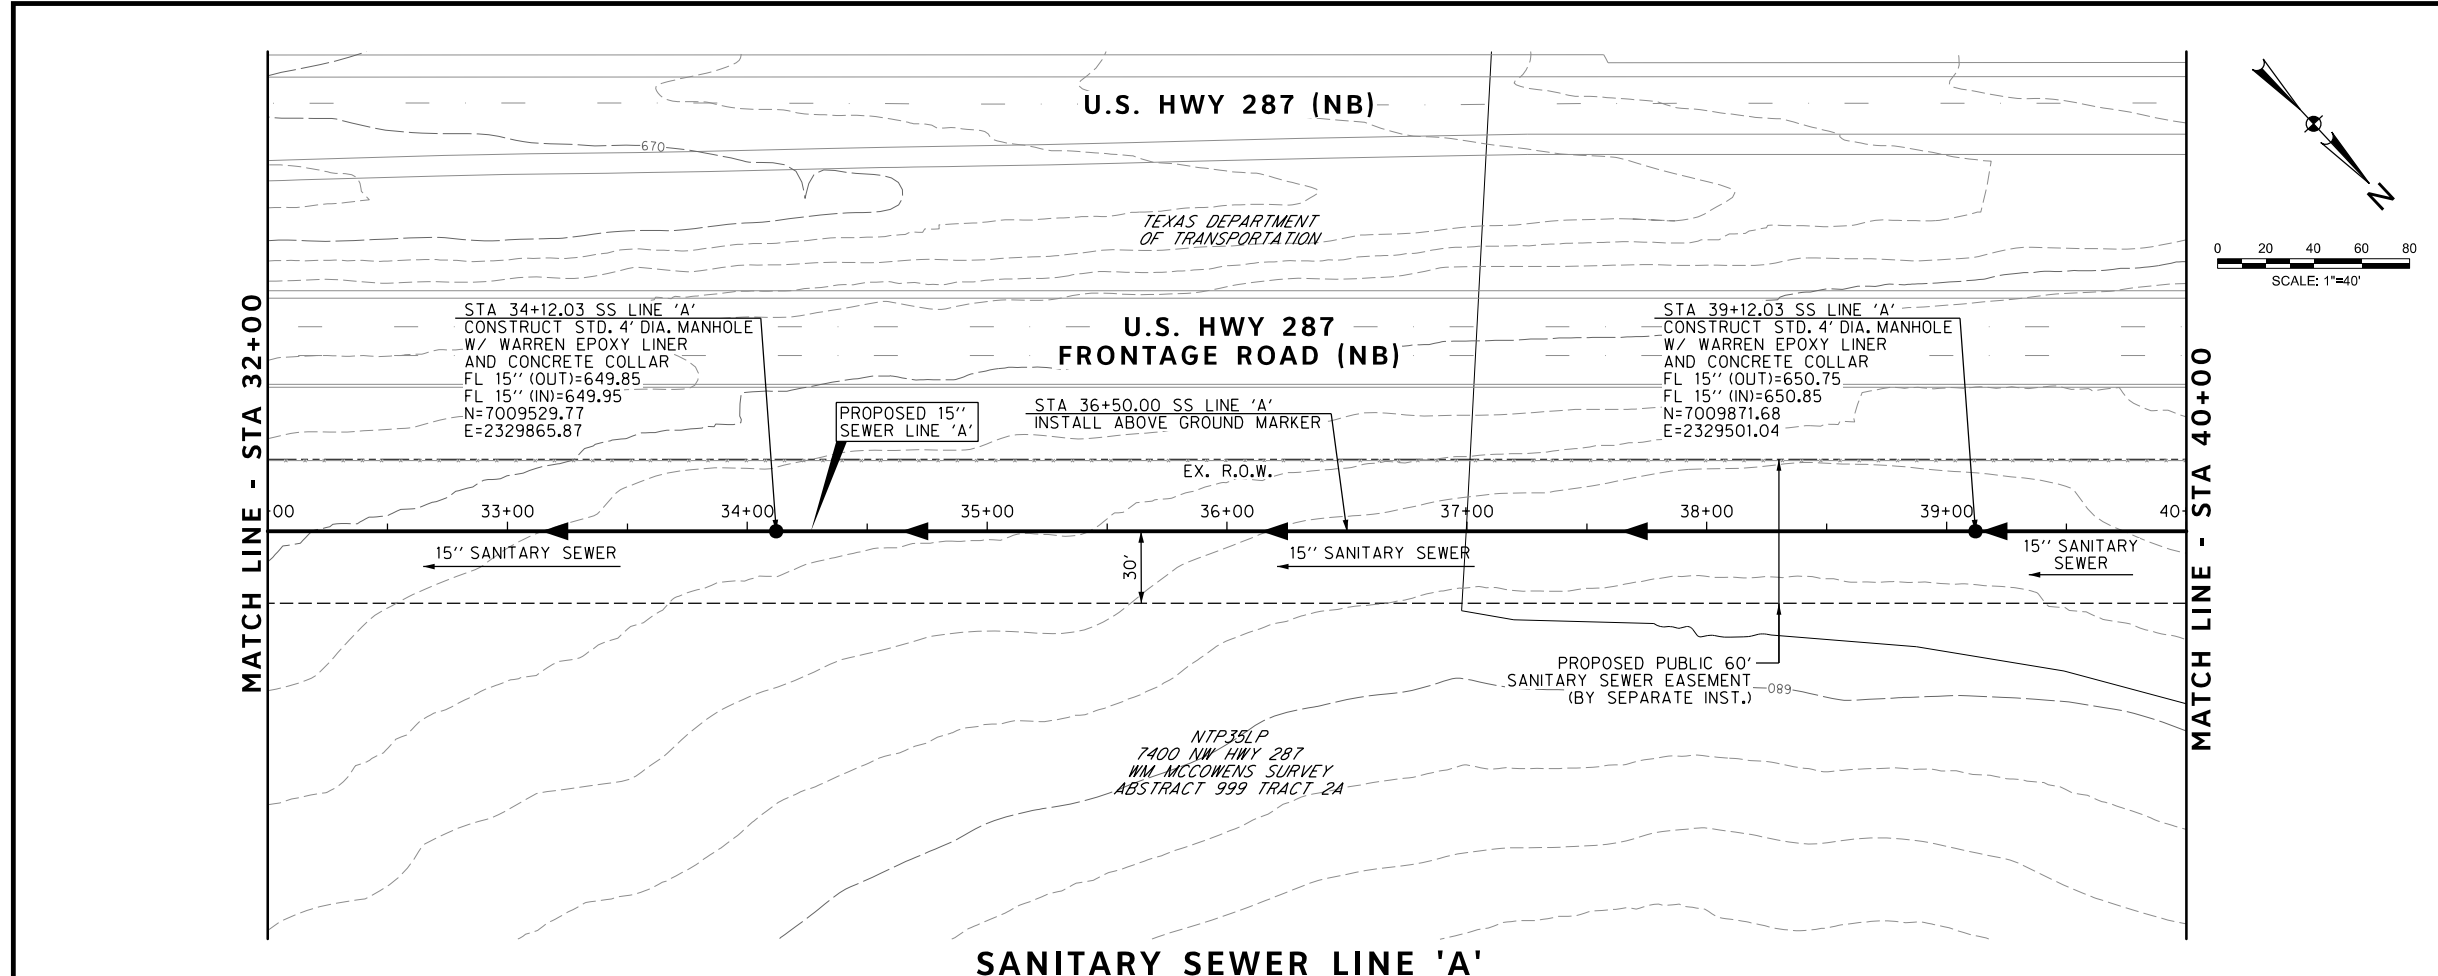 U.S. HWY 287 (NB)
670
TEXAS DEPARTMENT
OF TRANSPORTATION
N
0 20 40 60 80
SCALE: 1"=40'
STA 34+12.03 SS LINE 'A'
CONSTRUCT STD. 4' DIA. MANHOLE
W/ WARREN EPOXY LINER
AND CONCRETE COLLAR
FL 15'' (OUT)=649.85
FL 15'' (IN)=649.95
N=7009529.77
E=2329865.87
U.S. HWY 287
FRONTAGE ROAD (NB)
STA 39+12.03 SS LINE 'A'
CONSTRUCT STD. 4' DIA. MANHOLE
W/ WARREN EPOXY LINER
AND CONCRETE COLLAR
FL 15'' (OUT)=650.75
FL 15'' (IN)=650.85
N=7009871.68
E=2329501.04
PROPOSED 15''
SEWER LINE 'A'
STA 36+50.00 SS LINE 'A'
INSTALL ABOVE GROUND MARKER
EX. R.O.W.
MATCH LINE - STA 32+00
MATCH LINE - STA 40+00
00 33+00 34+00 35+00 36+00 37+00 38+00 39+00 40
15'' SANITARY SEWER
30'
15'' SANITARY SEWER
15'' SANITARY
SEWER
PROPOSED PUBLIC 60'
SANITARY SEWER EASEMENT
(BY SEPARATE INST.)
680
NTP35LP
7400 NW HWY 287
WM MCCOWENS SURVEY
ABSTRACT 999 TRACT 2A
SANITARY SEWER LINE 'A'